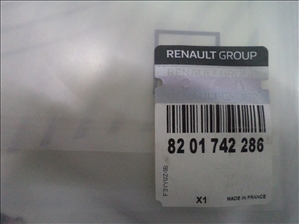 RENAULT GROUP
82 01 742 286
X1
MADE IN FRANCE